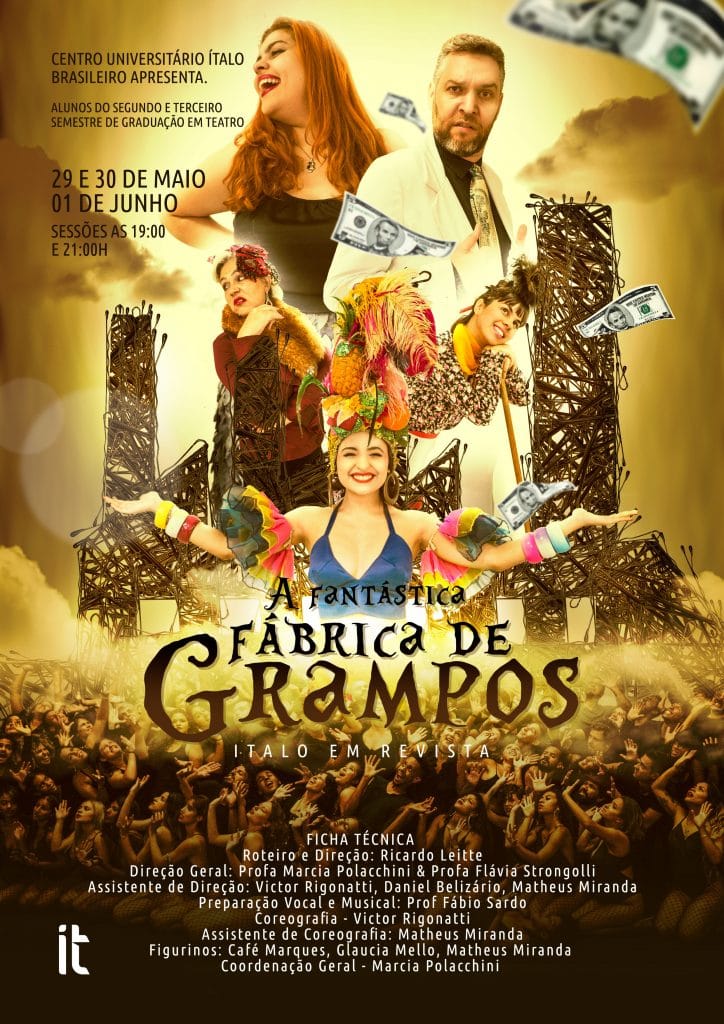 CENTRO UNIVERSITÁRIO ÍTALO
BRASILEIRO APRESENTA.
ALUNOS DO SEGUNDO E TERCEIRO
SEMESTRE DE GRADUAÇÃO EM TEATRO
29 E 30 DE MAIO
01 DE JUNHO
SESSÕES AS 19:00
E 21:00H
A FANTÁSTICA
FÁBRICA DE
GRAMPOS
ITALO EM REVISTA
FICHA TÉCNICA
Roteiro e Direção: Ricardo Leitte
Direção Geral: Profa Marcia Polacchini & Profa Flávia Strongolli
Assistente de Direção: Victor Rigonatti, Daniel Belizário, Matheus Miranda
Preparação Vocal e Musical: Prof Fábio Sardo
Coreografia - Victor Rigonatti
Assistente de Coreografia: Matheus Miranda
Figurinos: Café Marques, Glaucia Mello, Matheus Miranda
Coordenação Geral - Marcia Polacchini
it